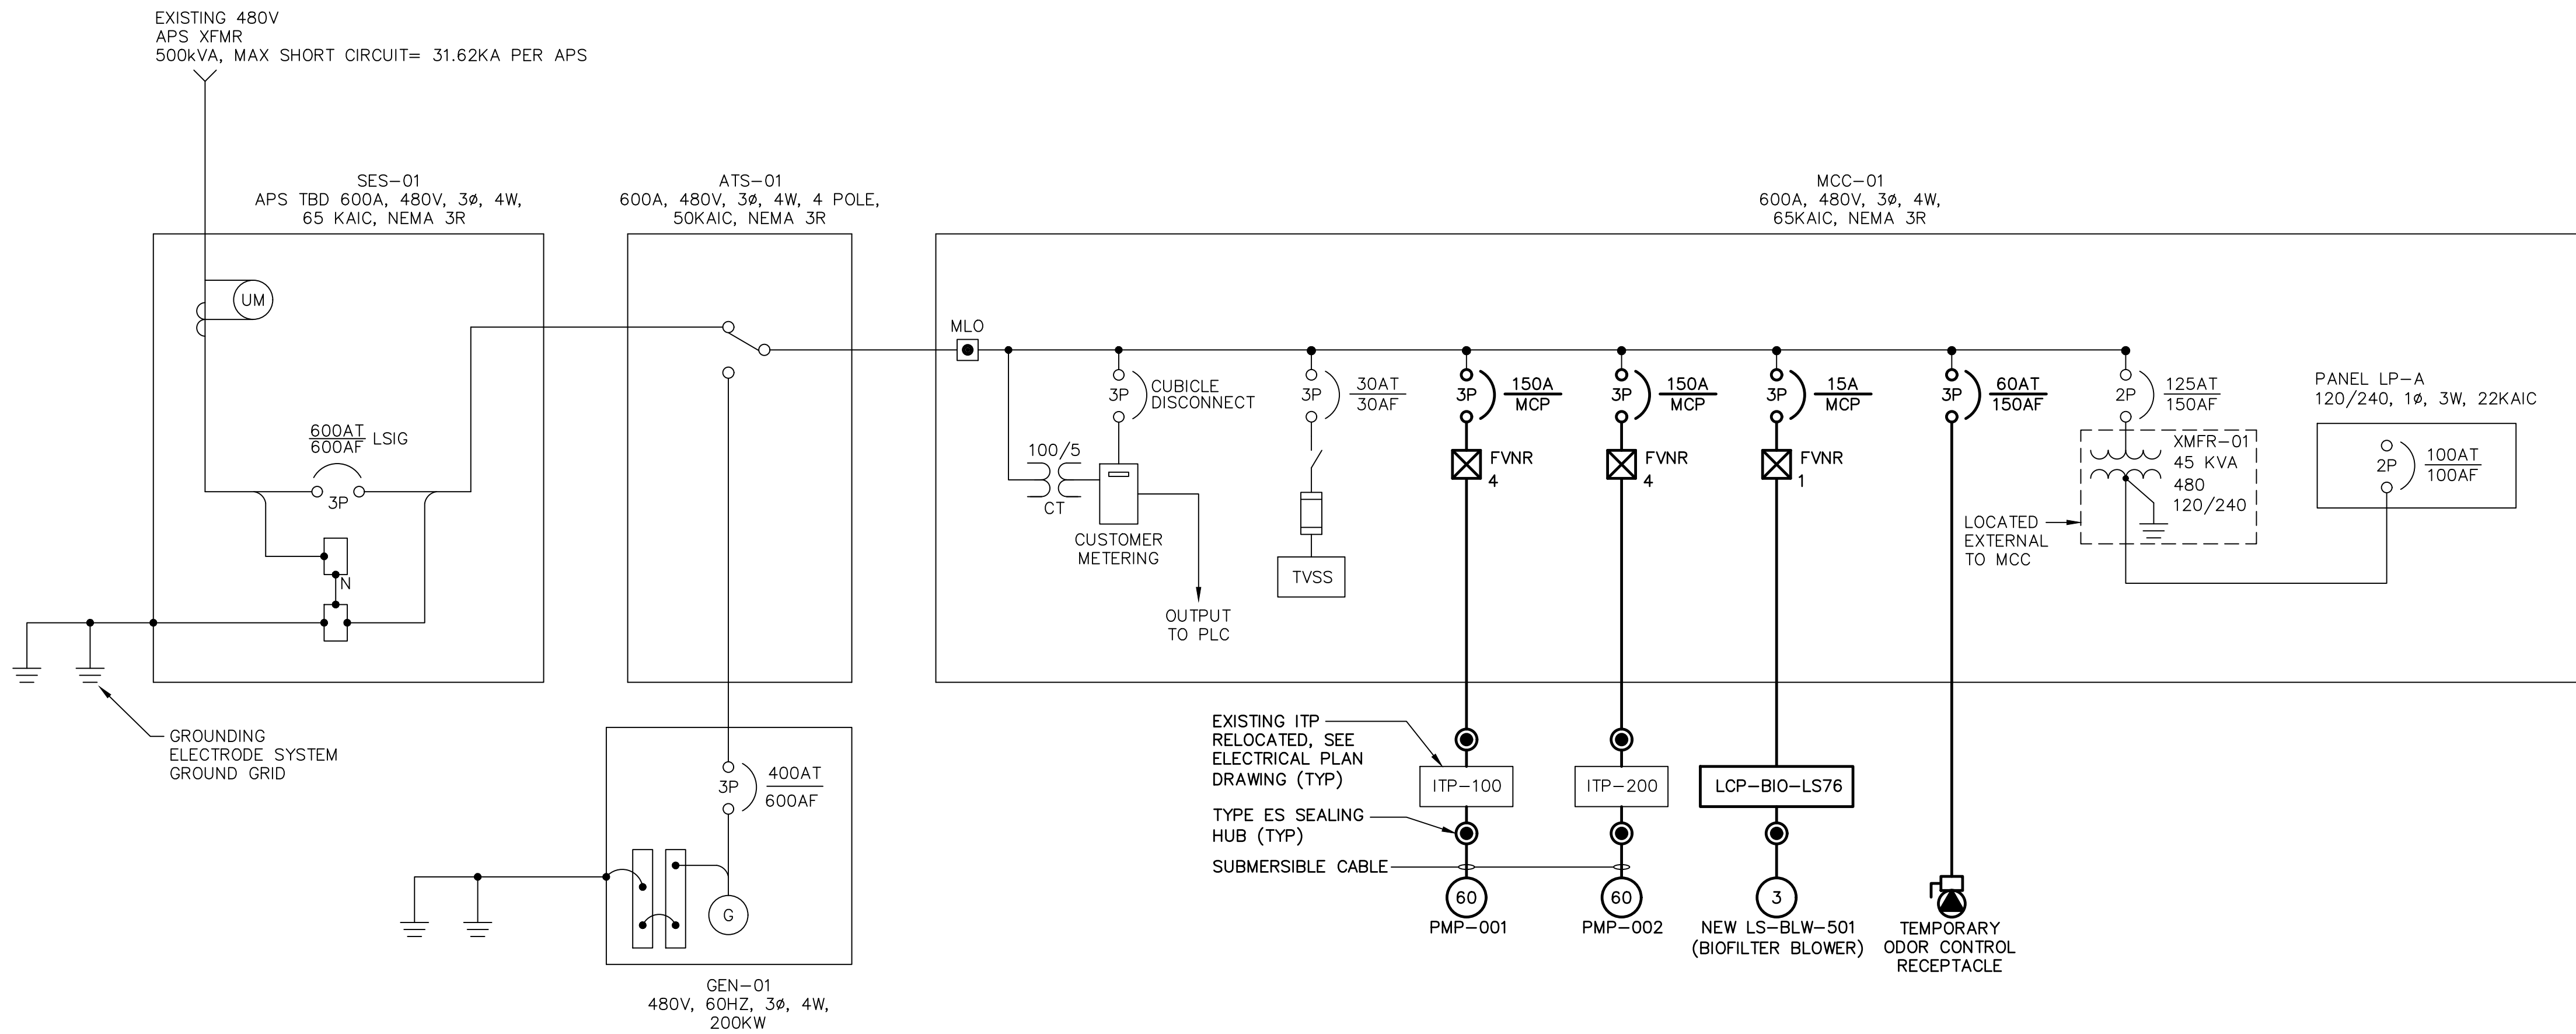 EXISTING 480V
APS XFMR
500kVA, MAX SHORT CIRCUIT= 31.62KA PER APS
SES-01
APS TBD 600A, 480V, 3ø, 4W,
65 KAIC, NEMA 3R
UM
600AT
600AF
LSIG
3P
N
GROUNDING
ELECTRODE SYSTEM
GROUND GRID
ATS-01
600A, 480V, 3ø, 4W, 4 POLE,
50KAIC, NEMA 3R
3P
400AT
600AF
G
GEN-01
480V, 60HZ, 3ø, 4W,
200KW
MCC-01
600A, 480V, 3ø, 4W,
65KAIC, NEMA 3R
MLO
100/5
CT
3P
CUBICLE
DISCONNECT
CUSTOMER
METERING
OUTPUT
TO PLC
3P
30AT
30AF
TVSS
3P
150A
MCP
FVNR
4
3P
150A
MCP
FVNR
4
3P
15A
MCP
FVNR
1
3P
60AT
150AF
2P
125AT
150AF
XMFR-01
45 KVA
480
120/240
LOCATED
EXTERNAL
TO MCC
PANEL LP-A
120/240, 1ø, 3W, 22KAIC
2P
100AT
100AF
EXISTING ITP
RELOCATED, SEE
ELECTRICAL PLAN
DRAWING (TYP)
ITP-100
ITP-200
LCP-BIO-LS76
TYPE ES SEALING
HUB (TYP)
SUBMERSIBLE CABLE
60
PMP-001
60
PMP-002
3
NEW LS-BLW-501
(BIOFILTER BLOWER)
TEMPORARY
ODOR CONTROL
RECEPTACLE